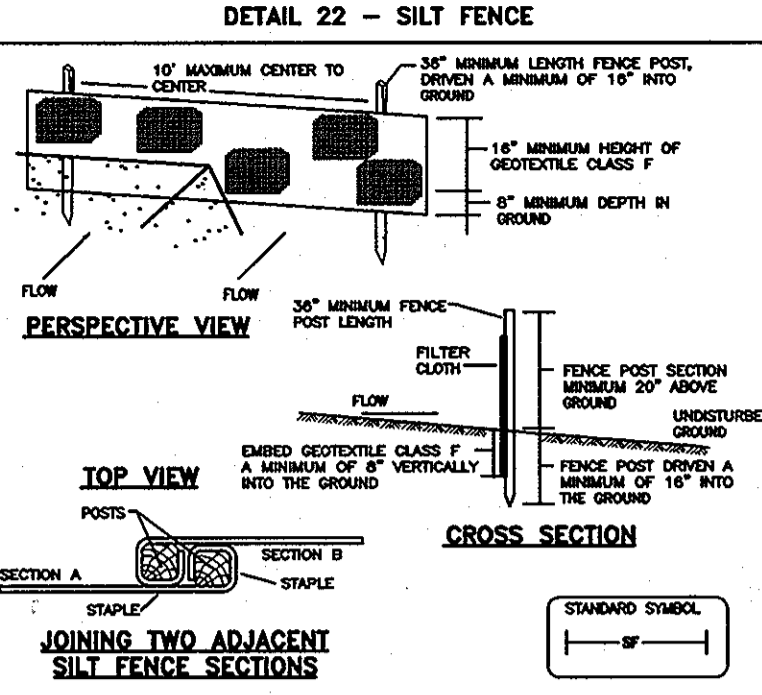 DETAIL 22 – SILT FENCE
10' MAXIMUM CENTER TO
CENTER
36" MINIMUM LENGTH FENCE POST,
DRIVEN A MINIMUM OF 16" INTO
GROUND
16" MINIMUM HEIGHT OF
GEOTEXTILE CLASS F
8" MINIMUM DEPTH IN
GROUND
FLOW
FLOW
PERSPECTIVE VIEW
36" MINIMUM FENCE
POST LENGTH
FILTER
CLOTH
FENCE POST SECTION
MINIMUM 20" ABOVE
GROUND
FLOW
UNDISTURBE
GROUND
EMBED GEOTEXTILE CLASS F
A MINIMUM OF 8" VERTICALLY
INTO THE GROUND
FENCE POST DRIVEN A
MINIMUM OF 16" INTO
THE GROUND
CROSS SECTION
TOP VIEW
POSTS
SECTION B
SECTION A
STAPLE
STAPLE
JOINING TWO ADJACENT
SILT FENCE SECTIONS
STANDARD SYMBOL
SF